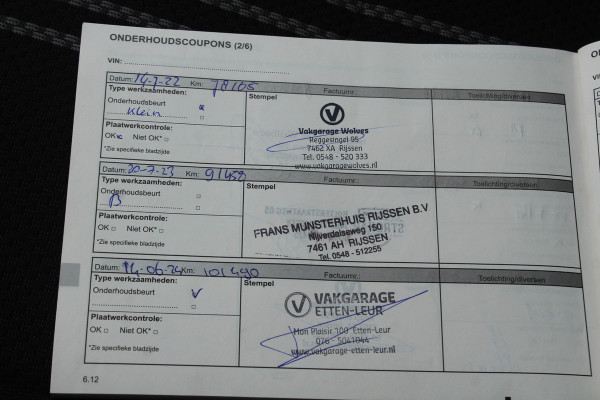 ONDERHOUDSCOUPONS (2/6)
VIN:
Datum: 14-7-22 Km: 78105 Factuurnr.: Toelichting/diversen
Type werkzaamheden: Stempel
Onderhoudsbeurt
Klein
Plaatwerkcontrole:
OK Niet OK*
*Zie specifieke bladzijde
Vakgarage Wolves
Reggesingel 95
7462 XA Rijssen
Tel. 0548 - 520 333
www.vakgaragewolves.nl
Datum: 20-7-23 Km: 91458 Factuurnr.: Toelichting/diversen
Type werkzaamheden: Stempel
Onderhoudsbeurt
B
Plaatwerkcontrole:
OK Niet OK*
*Zie specifieke bladzijde
FRANS MUNSTERHUIS RIJSSEN B.V
Nijverdalseweg 150
7461 AH RIJSSEN
Tel. 0548 - 512255
Datum: 14-06-24 Km: 101490 Factuurnr.: Toelichting/diversen
Type werkzaamheden: Stempel
Onderhoudsbeurt V
Plaatwerkcontrole:
OK Niet OK*
*Zie specifieke bladzijde
VAKGARAGE
ETTEN-LEUR
Mon Plaisir 100 Etten-Leur
076 - 5041944
www.vakgarage-etten-leur.nl
6.12